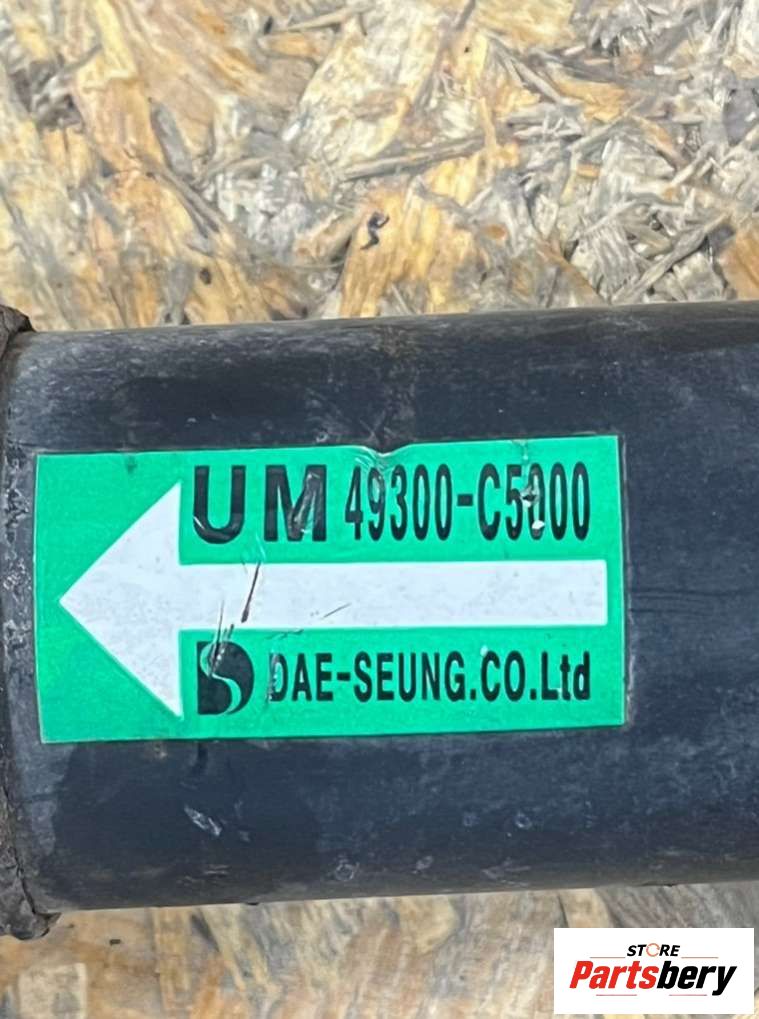 UM 49300-C5000
DAE-SEUNG.CO.Ltd
STORE
Partsbery